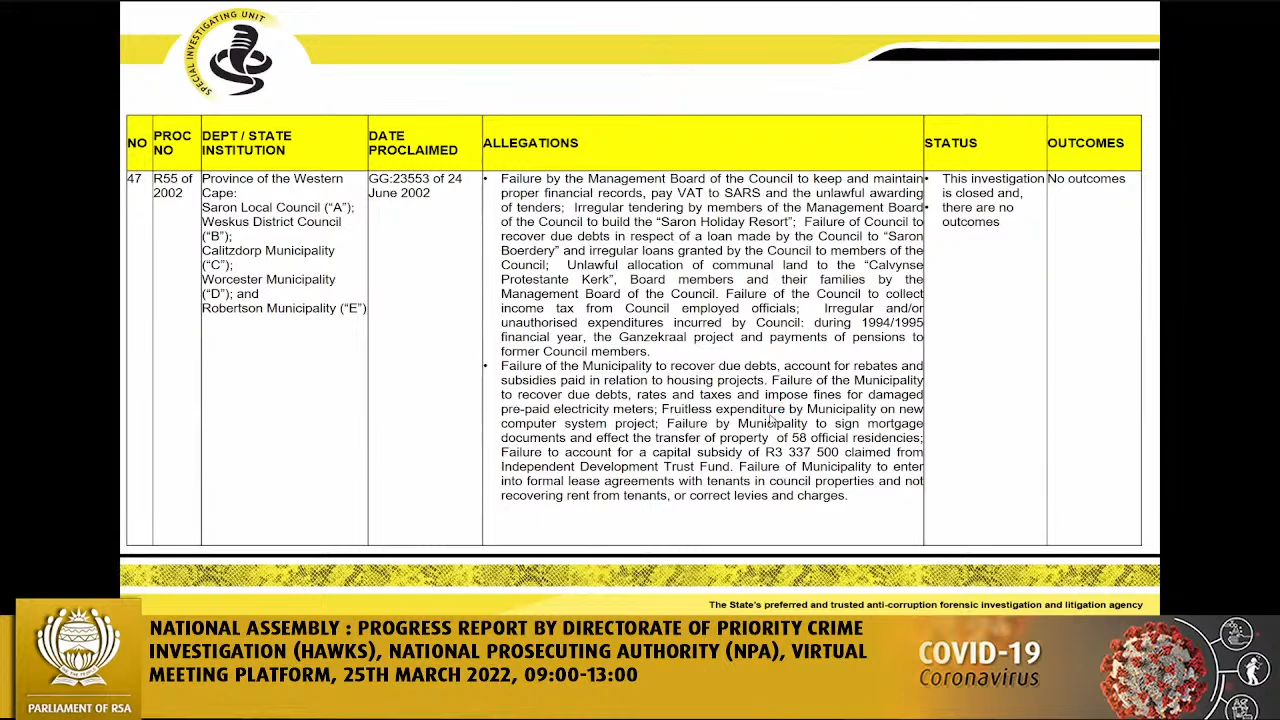 SPECIAL INVESTIGATING UNIT
NO
PROC NO
DEPT / STATE INSTITUTION
DATE PROCLAIMED
ALLEGATIONS
STATUS
OUTCOMES
47
R55 of
2002
Province of the Western
Cape:
Saron Local Council (“A”);
Weskus District Council
(“B”);
Calitzdorp Municipality
(“C”);
Worcester Municipality
(“D”); and
Robertson Municipality (“E”)
GG:23553 of 24
June 2002
• Failure by the Management Board of the Council to keep and maintain
proper financial records, pay VAT to SARS and the unlawful awarding
of tenders; Irregular tendering by members of the Management Board
of the Council to build the “Saron Holiday Resort”; Failure of Council to
recover due debts in respect of a loan made by the Council to “Saron
Boerdery” and irregular loans granted by the Council to members of the
Council; Unlawful allocation of communal land to the “Calvynse
Protestante Kerk”, Board members and their families by the
Management Board of the Council. Failure of the Council to collect
income tax from Council employed officials; Irregular and/or
unauthorised expenditures incurred by Council: during 1994/1995
financial year, the Ganzekraal project and payments of pensions to
former Council members.
• Failure of the Municipality to recover due debts, account for rebates and
subsidies paid in relation to housing projects. Failure of the Municipality
to recover due debts, rates and taxes and impose fines for damaged
pre-paid electricity meters; Fruitless expenditure by Municipality on new
computer system project; Failure by Municipality to sign mortgage
documents and effect the transfer of property of 58 official residencies;
Failure to account for a capital subsidy of R3 337 500 claimed from
Independent Development Trust Fund. Failure of Municipality to enter
into formal lease agreements with tenants in council properties and not
recovering rent from tenants, or correct levies and charges.
• This investigation
is closed and,
• there are no
outcomes
No outcomes
The State's preferred and trusted anti-corruption forensic investigation and litigation agency
PARLIAMENT OF RSA
NATIONAL ASSEMBLY : PROGRESS REPORT BY DIRECTORATE OF PRIORITY CRIME
INVESTIGATION (HAWKS), NATIONAL PROSECUTING AUTHORITY (NPA), VIRTUAL
MEETING PLATFORM, 25TH MARCH 2022, 09:00-13:00
COVID-19
Coronavirus